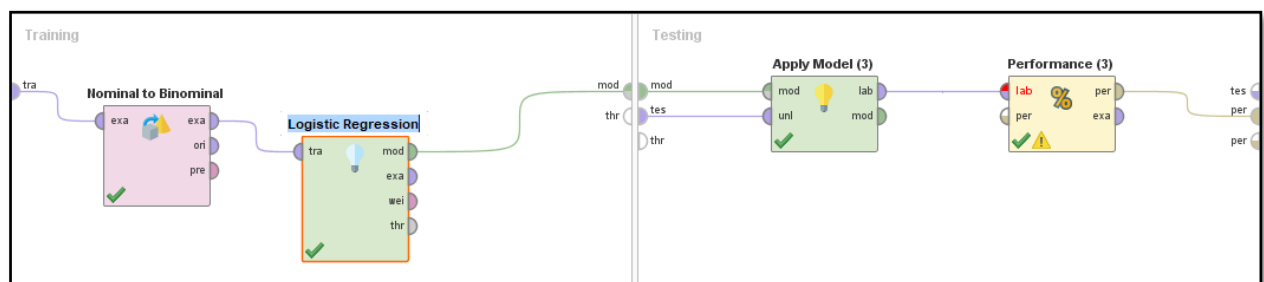 Training
Testing
tra
Nominal to Binominal
exa
exa
ori
pre
Logistic Regression
tra
mod
exa
wei
thr
mod
thr
mod
tes
thr
Apply Model (3)
mod
lab
unl
mod
Performance (3)
lab
per
%
per
exa
tes
per
per